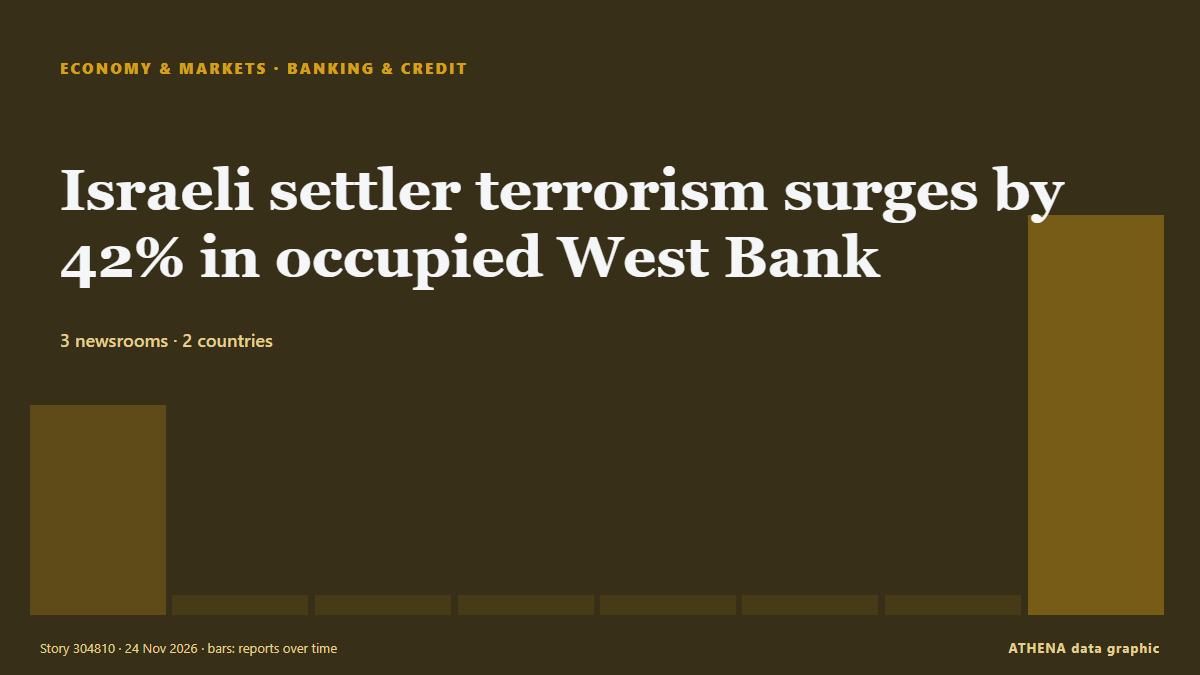 ECONOMY & MARKETS · BANKING & CREDIT
Israeli settler terrorism surges by
42% in occupied West Bank
3 newsrooms · 2 countries
Story 304810 · 24 Nov 2026 · bars: reports over time
ATHENA data graphic